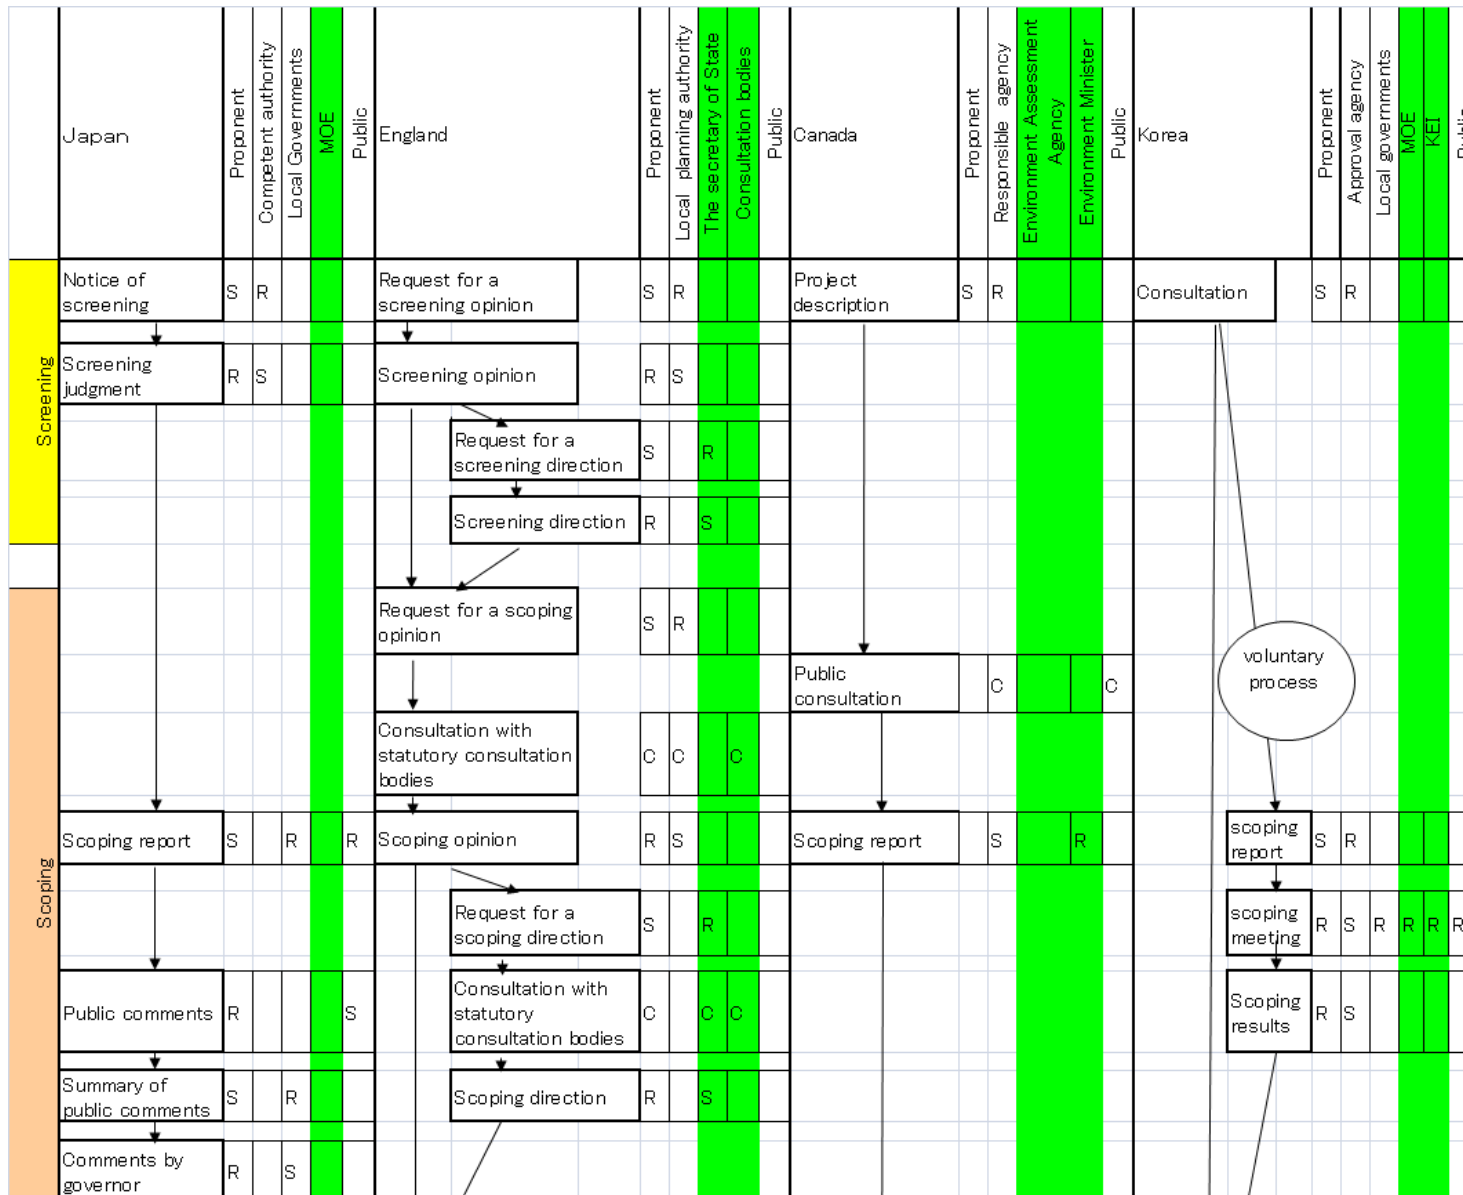 Japan
Proponent
Competent authority
Local Governments
MOE
Public
England
Proponent
Local planning authority
The secretary of State
Consultation bodies
Public
Canada
Proponent
Responsible agency
Environment Assessment
Agency
Environment Minister
Public
Korea
Proponent
Approval agency
Local governments
MOE
KEI
Screening
Notice of
screening
S R
Request for a
screening opinion
S R
Project
description
S R
Consultation
S R
Screening
judgment
R S
Screening opinion
R S
Request for a
screening direction
S R
Screening direction
R S
Scoping
Request for a scoping
opinion
S R
Public
consultation
C C
voluntary
process
Consultation with
statutory consultation
bodies
C C C
Scoping report
S R R
Scoping opinion
R S
Scoping report
S R
scoping
report
S R
Request for a
scoping direction
S R
scoping
meeting
R S R R R R
Public comments
R S
Consultation with
statutory
consultation bodies
C C C
Scoping
results
R S
Summary of
public comments
S R
Scoping direction
R S
Comments by
governor
R S